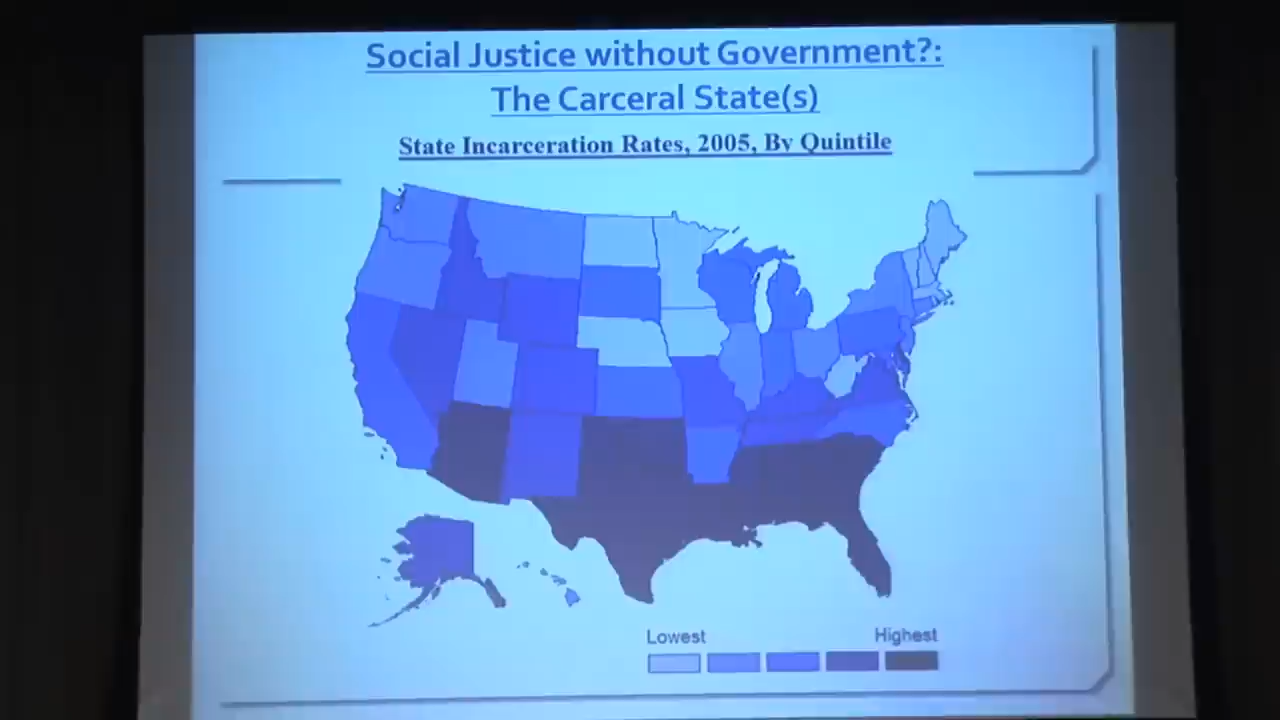 Social Justice without Government?:
The Carceral State(s)
State Incarceration Rates, 2005, By Quintile
Lowest
Highest